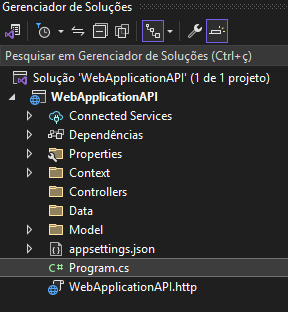 Gerenciador de Soluções
Pesquisar em Gerenciador de Soluções (Ctrl+ç)
Solução 'WebApplicationAPI' (1 de 1 projeto)
WebApplicationAPI
Connected Services
Dependências
Properties
Context
Controllers
Data
Model
appsettings.json
C# Program.cs
WebApplicationAPI.http